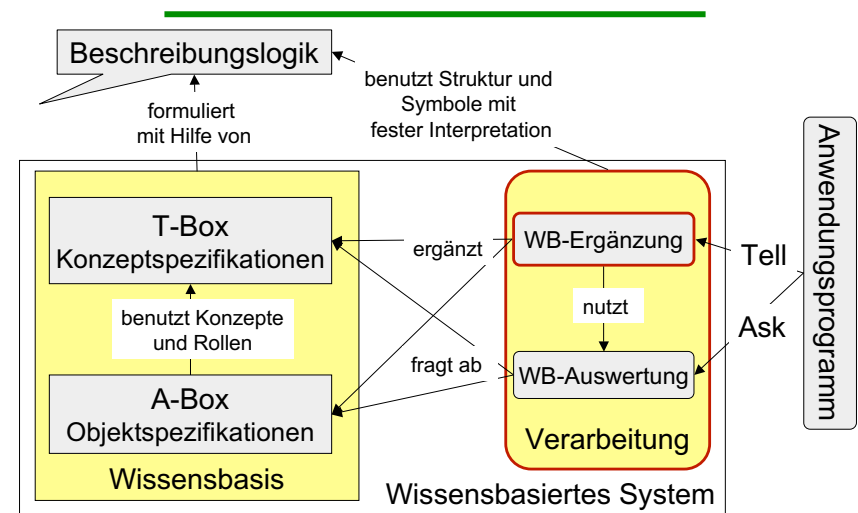 Beschreibungslogik
benutzt Struktur und
Symbole mit
fester Interpretation
formuliert
mit Hilfe von
Anwendungsprogramm
T-Box
Konzeptspezifikationen
ergänzt
WB-Ergänzung
Tell
benutzt Konzepte
und Rollen
nutzt
Ask
fragt ab
WB-Auswertung
A-Box
Objektspezifikationen
Verarbeitung
Wissensbasis
Wissensbasiertes System